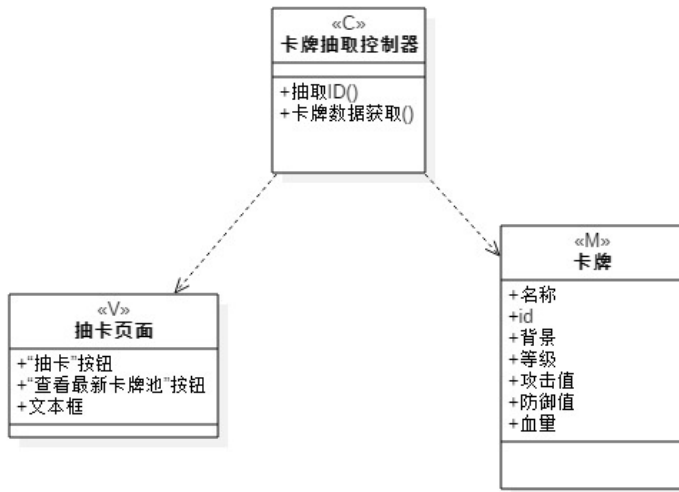 «C»
卡牌抽取控制器
+抽取ID()
+卡牌数据获取()
«V»
抽卡页面
+“抽卡”按钮
+“查看最新卡牌池”按钮
+文本框
«M»
卡牌
+名称
+id
+背景
+等级
+攻击值
+防御值
+血量